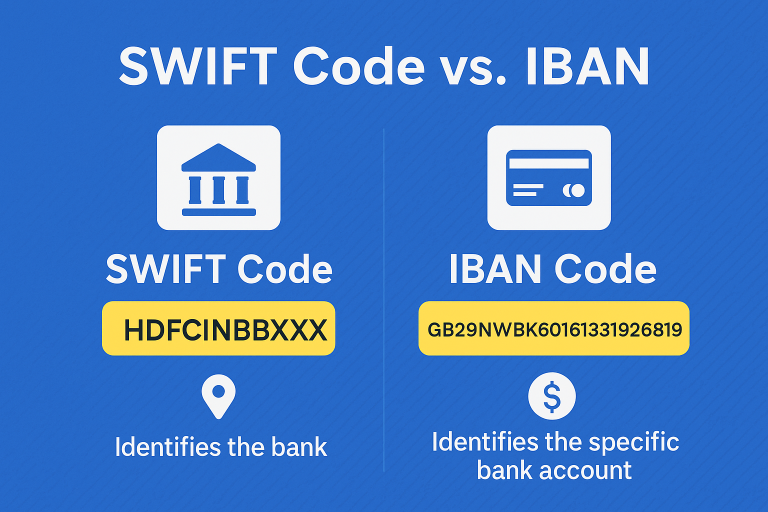 SWIFT Code vs. IBAN
SWIFT Code
HDFCINBBXXX
Identifies the bank
IBAN Code
GB29NWBK60161331926819
$
Identifies the specific
bank account